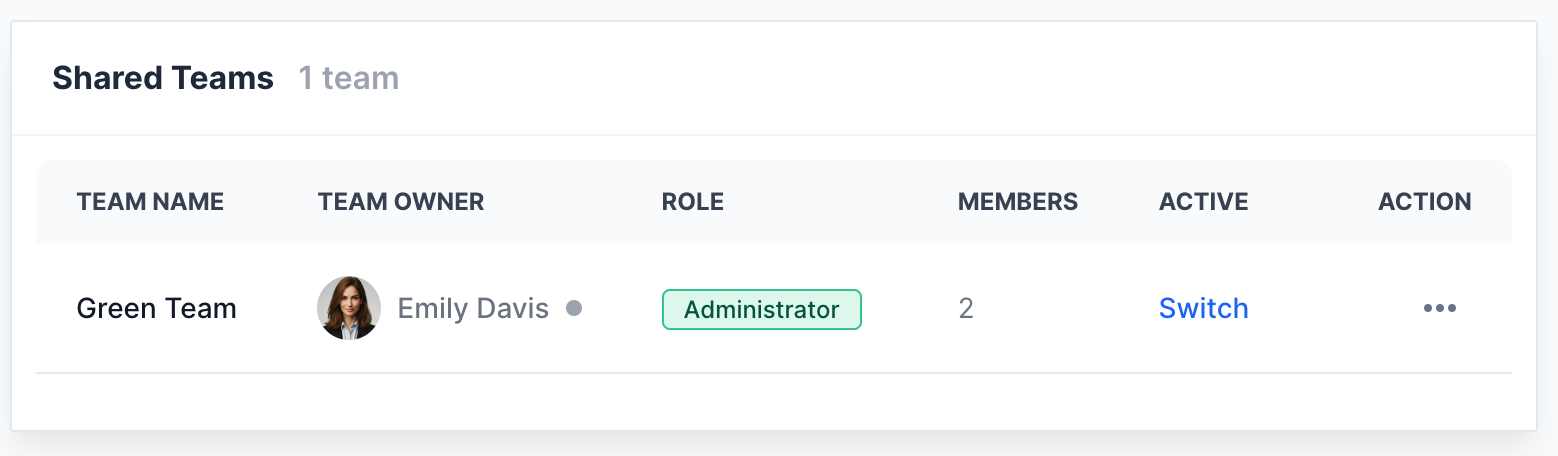 Shared Teams 1 team
TEAM NAME TEAM OWNER ROLE MEMBERS ACTIVE ACTION
Green Team Emily Davis Administrator 2 Switch